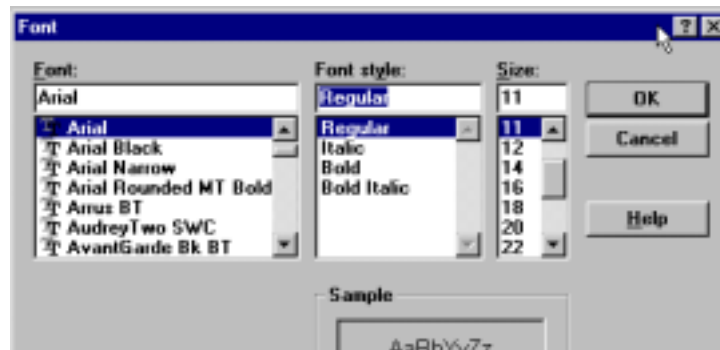 Font
Font:
Arial
Arial
Arial Black
Arial Narrow
Arial Rounded MT Bold
Arrus BT
AudreyTwo SWC
AvantGarde Bk BT
Font style:
Regular
Regular
Italic
Bold
Bold Italic
Size:
11
11
12
14
16
18
20
22
OK
Cancel
Help
Sample
AaBbYyZz